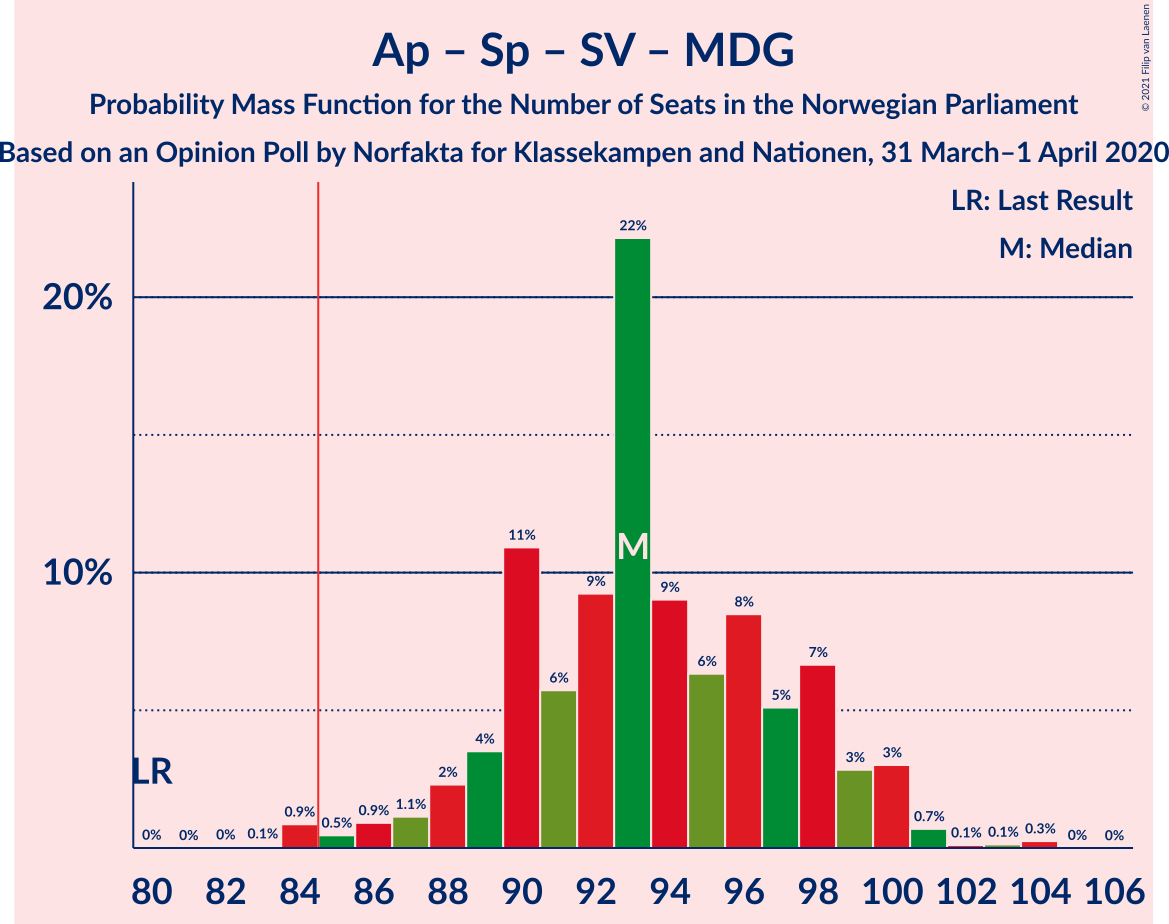 Ap – Sp – SV – MDG
Probability Mass Function for the Number of Seats in the Norwegian Parliament
Based on an Opinion Poll by Norfakta for Klassekampen and Nationen, 31 March–1 April 2020
© 2021 Filip van Laenen
LR: Last Result
M: Median
20%
10%
LR
M
0% 0% 0% 0.1% 0.9% 0.5% 0.9% 1.1% 2% 4% 11% 6% 9% 22% 9% 6% 8% 5% 7% 3% 3% 0.7% 0.1% 0.1% 0.3% 0% 0%
80 82 84 86 88 90 92 94 96 98 100 102 104 106